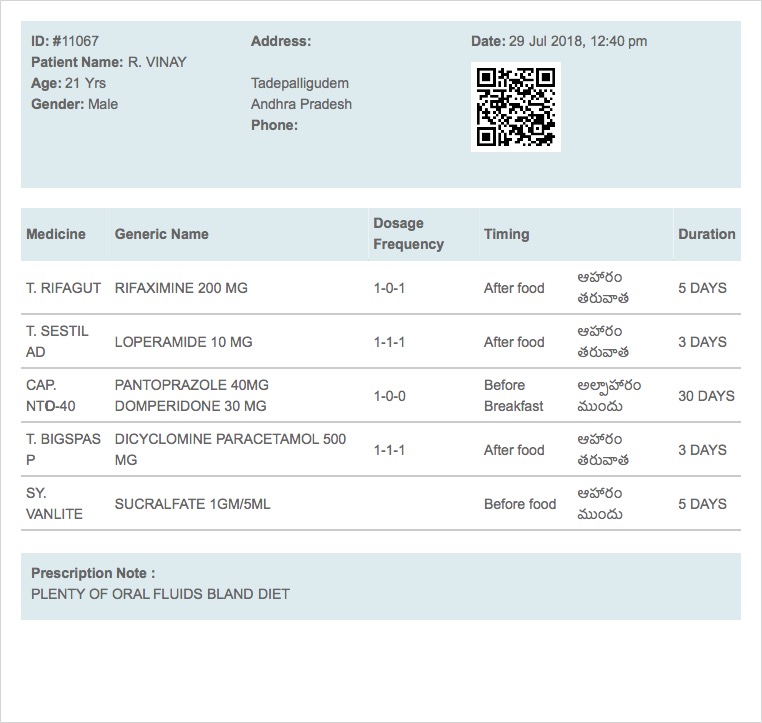 ID: #11067
Patient Name: R. VINAY
Age: 21 Yrs
Gender: Male
Address:
Tadepalligudem
Andhra Pradesh
Phone:
Date: 29 Jul 2018, 12:40 pm
Medicine Generic Name Dosage Frequency Timing Duration
T. RIFAGUT RIFAXIMINE 200 MG 1-0-1 After food ఆహారం తరువాత 5 DAYS
T. SESTIL AD LOPERAMIDE 10 MG 1-1-1 After food ఆహారం తరువాత 3 DAYS
CAP. NTO-40 PANTOPRAZOLE 40MG DOMPERIDONE 30 MG 1-0-0 Before Breakfast అల్పాహారం ముందు 30 DAYS
T. BIGSPAS P DICYCLOMINE PARACETAMOL 500 MG 1-1-1 After food ఆహారం తరువాత 3 DAYS
SY. VANLITE SUCRALFATE 1GM/5ML Before food ఆహారం ముందు 5 DAYS
Prescription Note :
PLENTY OF ORAL FLUIDS BLAND DIET